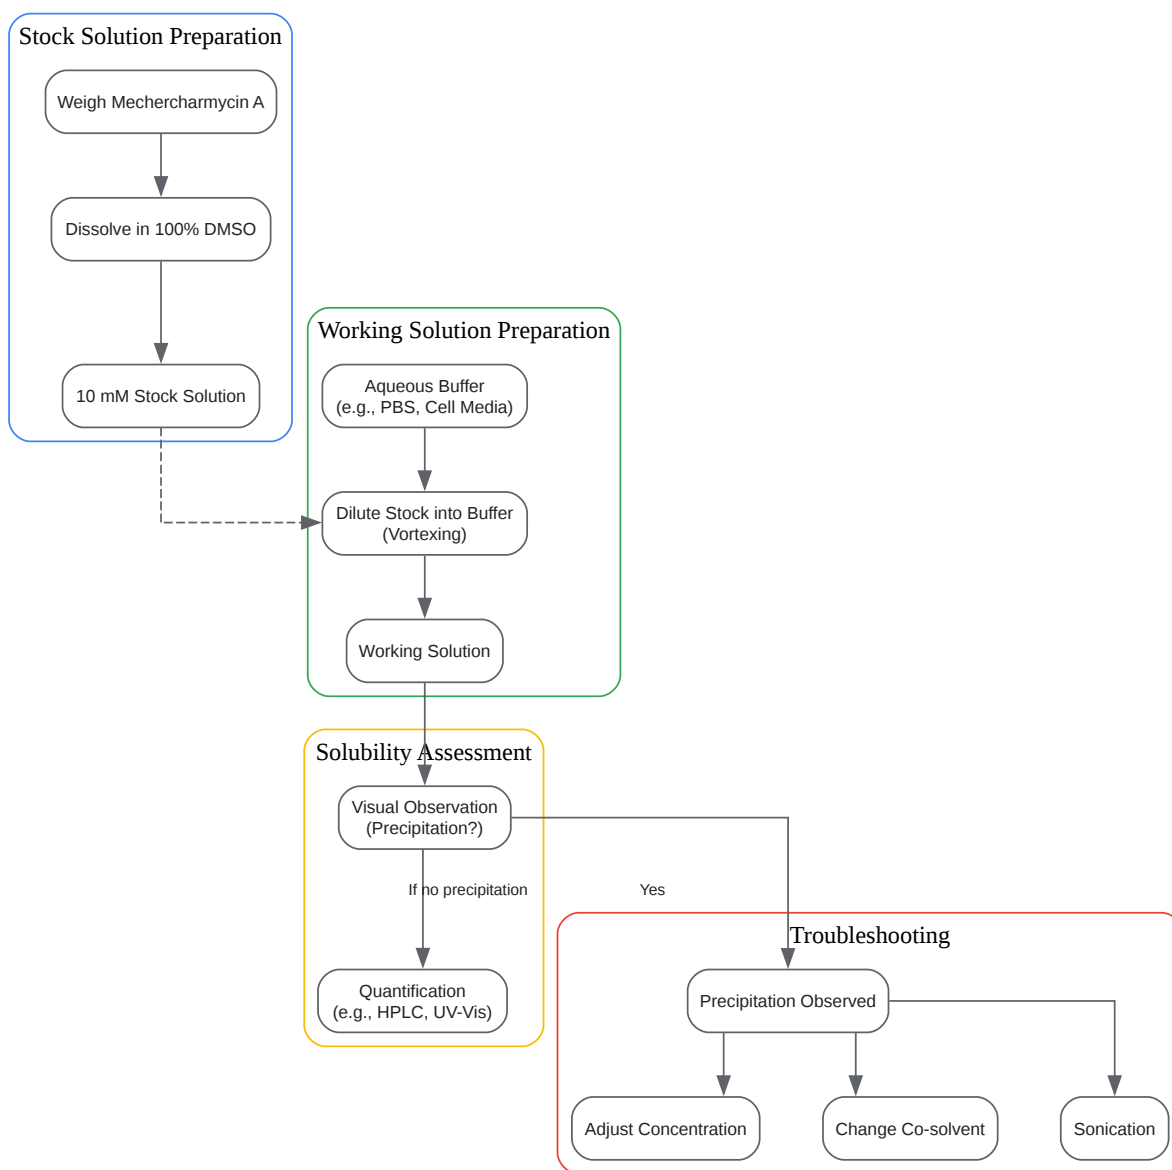 Stock Solution Preparation
Weigh Mechercharmycin A
Dissolve in 100% DMSO
10 mM Stock Solution
Working Solution Preparation
Aqueous Buffer
(e.g., PBS, Cell Media)
Dilute Stock into Buffer
(Vortexing)
Working Solution
Solubility Assessment
Visual Observation
(Precipitation?)
If no precipitation
Yes
Quantification
(e.g., HPLC, UV-Vis)
Troubleshooting
Precipitation Observed
Adjust Concentration
Change Co-solvent
Sonication